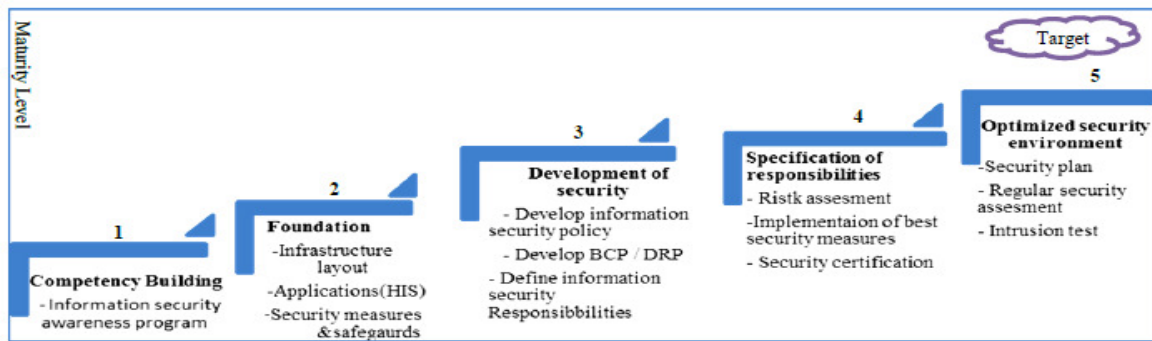 Maturity Level
1
Competency Building
- Information security
awareness program
2
Foundation
-Infrastructure
layout
-Applications(HIS)
-Security measures
& safegaurds
3
Development of
security
- Develop information
security policy
- Develop BCP / DRP
- Define information
security
Responsibbilities
4
Specification of
responsibilities
- Ristk assesment
-Implementaion of best
security measures
- Security certification
Target
5
Optimized security
environment
-Security plan
- Regular security
assesment
- Intrusion test